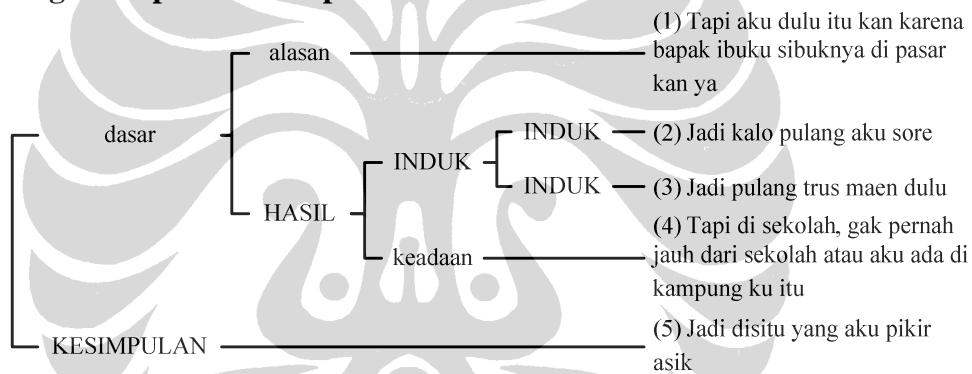 (1) Tapi aku dulu itu kan karena
alasan
bapak ibuku sibuknya di pasar
kan ya
dasar
INDUK
(2) Jadi kalo pulang aku sore
INDUK
INDUK
(3) Jadi pulang trus maen dulu
HASIL
(4) Tapi di sekolah, gak pernah
keadaan
jauh dari sekolah atau aku ada di
kampung ku itu
(5) Jadi disitu yang aku pikir
KESIMPULAN
asik